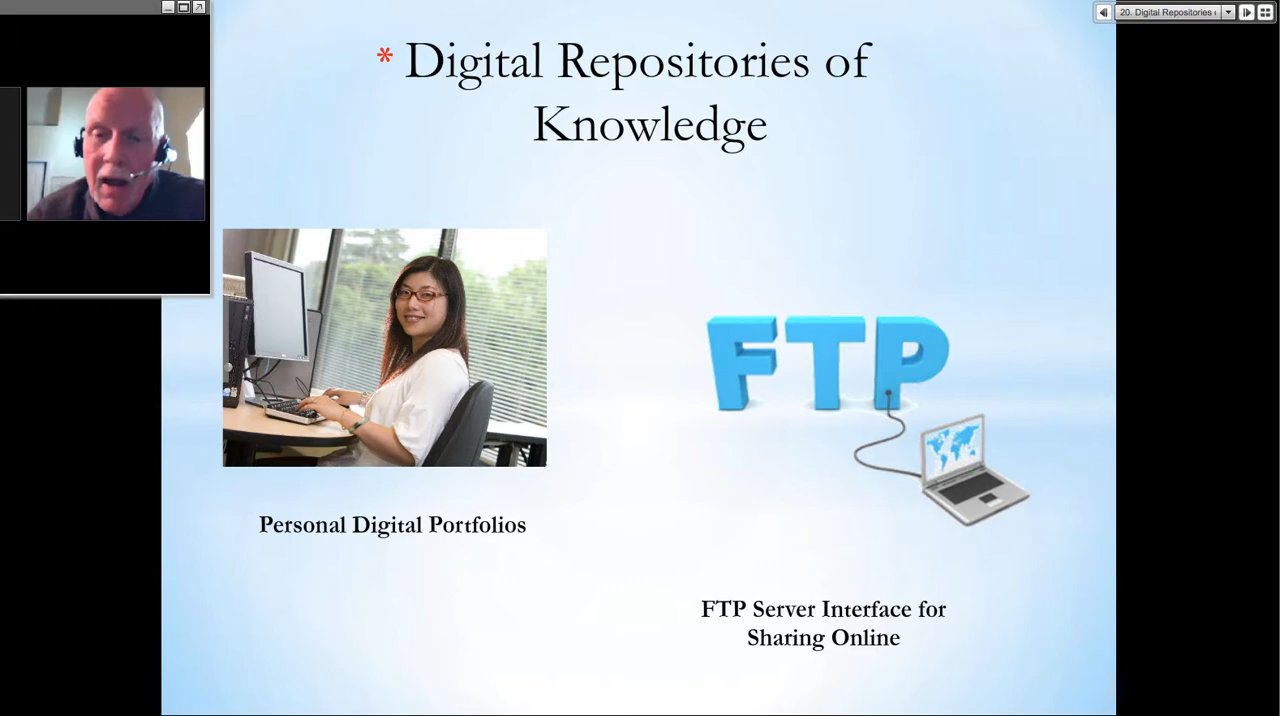 20. Digital Repositories
* Digital Repositories of
Knowledge
FTP
Personal Digital Portfolios
FTP Server Interface for
Sharing Online